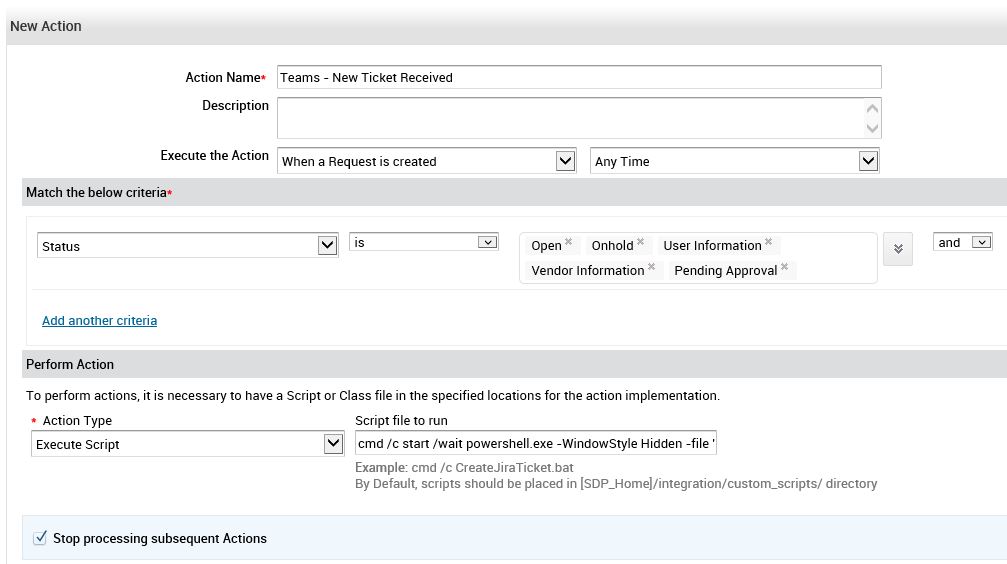 New Action
Action Name* Teams - New Ticket Received
Description
Execute the Action When a Request is created Any Time
Match the below criteria*
Status is Open Onhold User Information and
Vendor Information Pending Approval
Add another criteria
Perform Action
To perform actions, it is necessary to have a Script or Class file in the specified locations for the action implementation.
* Action Type Script file to run
Execute Script cmd /c start /wait powershell.exe -WindowStyle Hidden -file '
Example: cmd /c CreateJiraTicket.bat
By Default, scripts should be placed in [SDP_Home]/integration/custom_scripts/ directory
Stop processing subsequent Actions